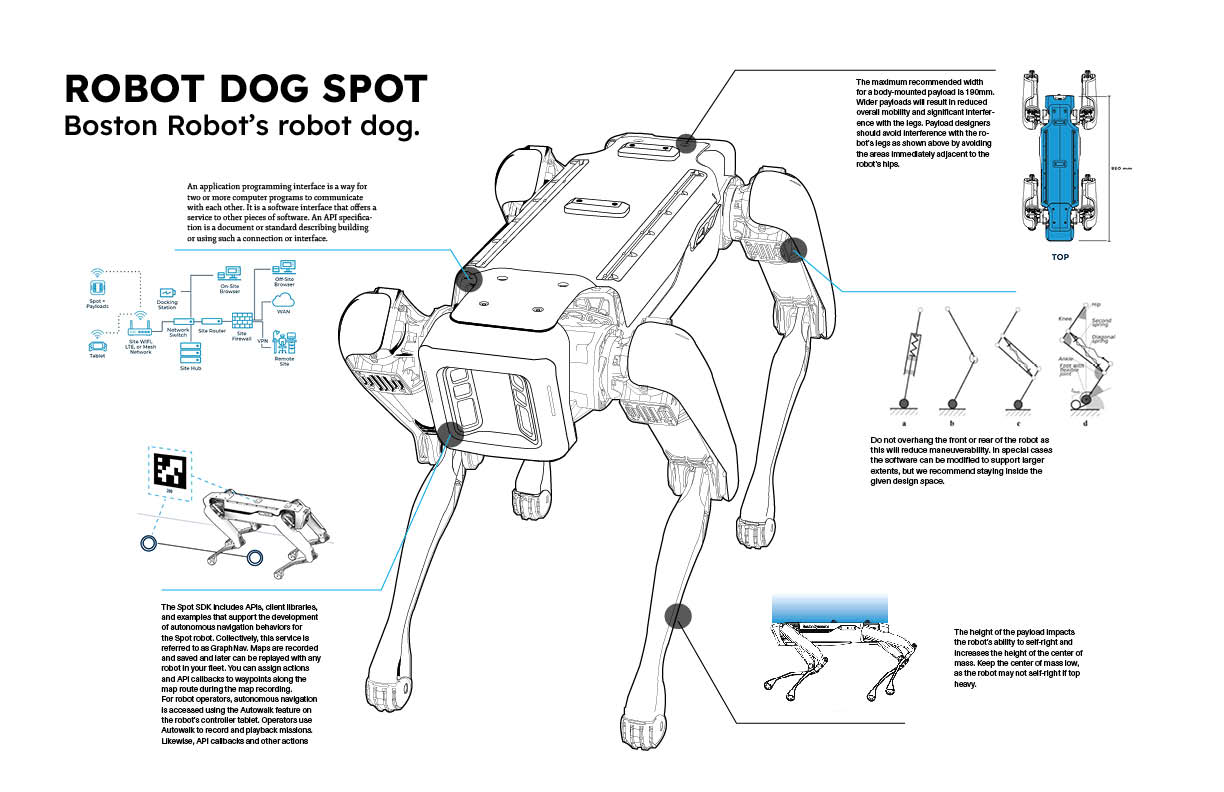 ROBOT DOG SPOT
Boston Robot's robot dog.
An application programming interface is a way for
two or more computer programs to communicate
with each other. It is a software interface that offers a
service to other pieces of software. An API specifica-
tion is a document or standard describing building
or using such a connection or interface.
Spot +
Payloads
Tablet
Docking
Station
Site WiFi,
LTE, or Mesh
Network
Network
Switch
Site Hub
Site Router
On-Site
Browser
Site
Firewall
VPN
Off-Site
Browser
WAN
Remote
Site
The maximum recommended width
for a body-mounted payload is 190mm.
Wider payloads will result in reduced
overall mobility and significant interfer-
ence with the legs. Payload designers
should avoid interference with the ro-
bot's legs as shown above by avoiding
the areas immediately adjacent to the
robot's hips.
TOP
Hip
Knee
Second
spring
Diagonal
spring
Ankle
Foot with
flexible
joint
a
b
c
d
Do not overhang the front or rear of the robot as
this will reduce maneuverability. In special cases
the software can be modified to support larger
extents, but we recommend staying inside the
given design space.
The Spot SDK includes APIs, client libraries,
and examples that support the development
of autonomous navigation behaviors for
the Spot robot. Collectively, this service is
referred to as GraphNav. Maps are recorded
and saved and later can be replayed with any
robot in your fleet. You can assign actions
and API callbacks to waypoints along the
map route during the map recording.
For robot operators, autonomous navigation
is accessed using the Autowalk feature on
the robot's controller tablet. Operators use
Autowalk to record and playback missions.
Likewise, API callbacks and other actions
The height of the payload impacts
the robot's ability to self-right and
increases the height of the center of
mass. Keep the center of mass low,
as the robot may not self-right if top
heavy.